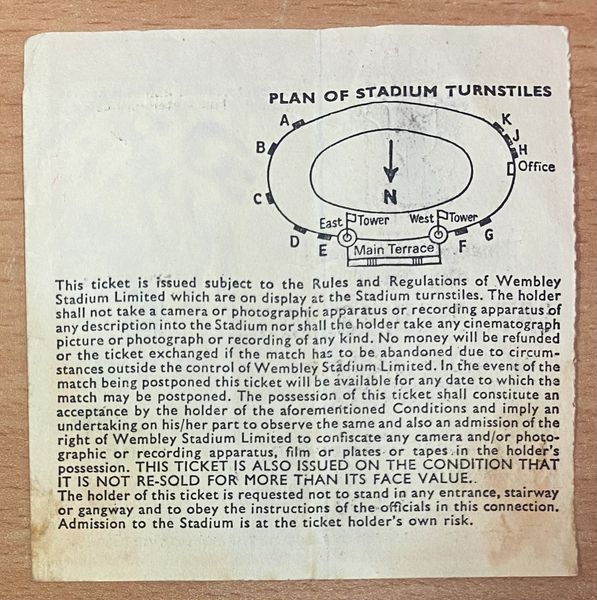 PLAN OF STADIUM TURNSTILES
A
K
J
H
Office
B
C
N
East Tower
West Tower
D
E
Main Terrace
F
G
This ticket is issued subject to the Rules and Regulations of Wembley
Stadium Limited which are on display at the Stadium turnstiles. The holder
shall not take a camera or photographic apparatus or recording apparatus of
any description into the Stadium nor shall the holder take any cinematograph
picture or photograph or recording of any kind. No money will be refunded
or the ticket exchanged if the match has to be abandoned due to circum-
stances outside the control of Wembley Stadium Limited. In the event of the
match being postponed this ticket will be available for any date to which the
match may be postponed. The possession of this ticket shall constitute an
acceptance by the holder of the aforementioned Conditions and imply an
undertaking on his/her part to observe the same and also an admission of the
right of Wembley Stadium Limited to confiscate any camera and/or photo-
graphic or recording apparatus, film or plates or tapes in the holder's
possession. THIS TICKET IS ALSO ISSUED ON THE CONDITION THAT
IT IS NOT RE-SOLD FOR MORE THAN ITS FACE VALUE..
The holder of this ticket is requested not to stand in any entrance, stairway
or gangway and to obey the instructions of the officials in this connection.
Admission to the Stadium is at the ticket holder's own risk.